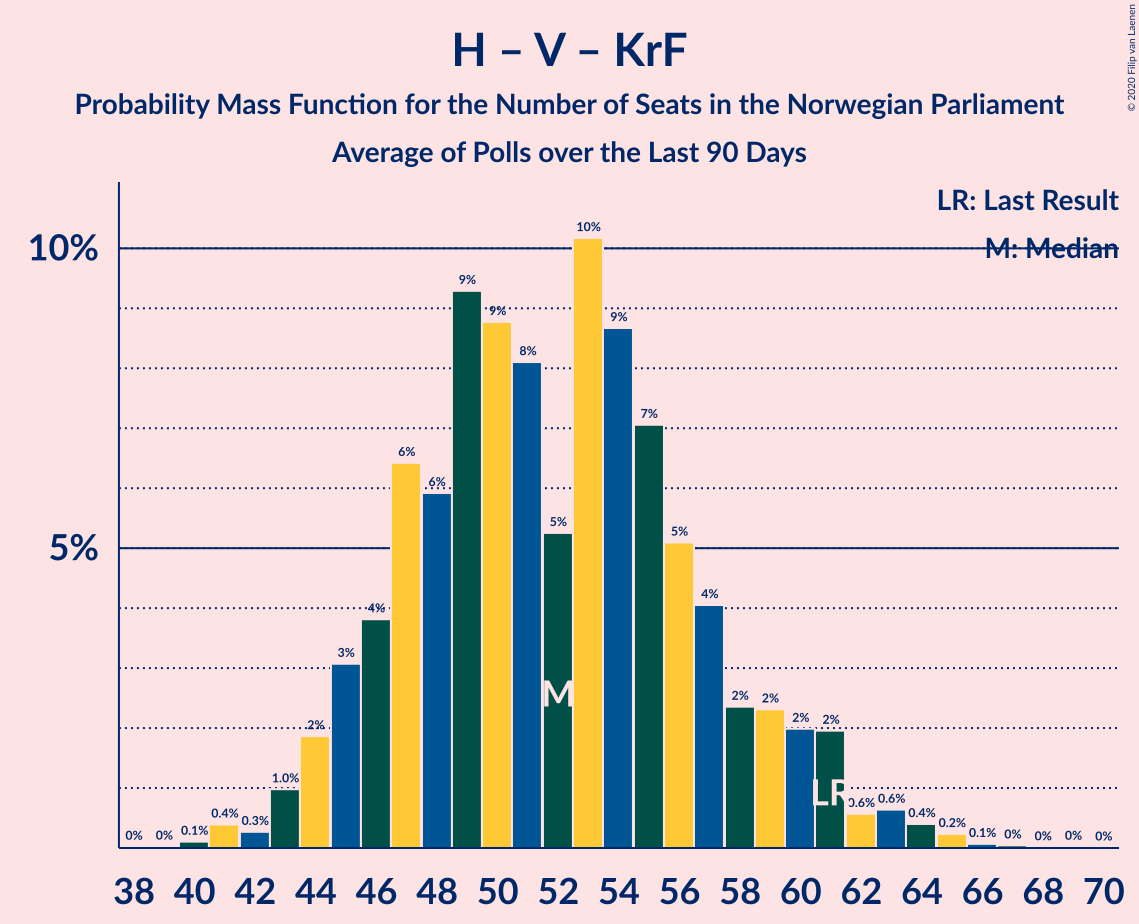 H – V – KrF
Probability Mass Function for the Number of Seats in the Norwegian Parliament
Average of Polls over the Last 90 Days
© 2020 Filip van Laenen
LR: Last Result
M: Median
10%
5%
0% 0% 0.1% 0.4% 0.3% 1.0% 2% 3% 4% 6% 6% 9% 9% 8% 5% 10% 9% 7% 5% 4% 2% 2% 2% 2% 0.6% 0.6% 0.4% 0.2% 0.1% 0% 0% 0% 0%
M
LR
38 40 42 44 46 48 50 52 54 56 58 60 62 64 66 68 70